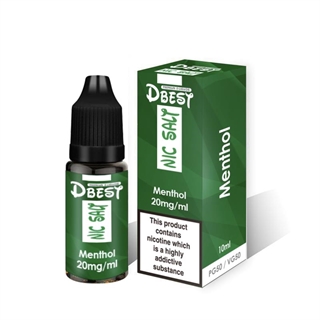 DBEST
NIC SALT
Menthol
20mg/ml
DBEST
NIC SALT
Menthol
20mg/ml
This product
contains
nicotine which
is a highly
addictive
substance
Menthol
10ml
PG50 / VG50